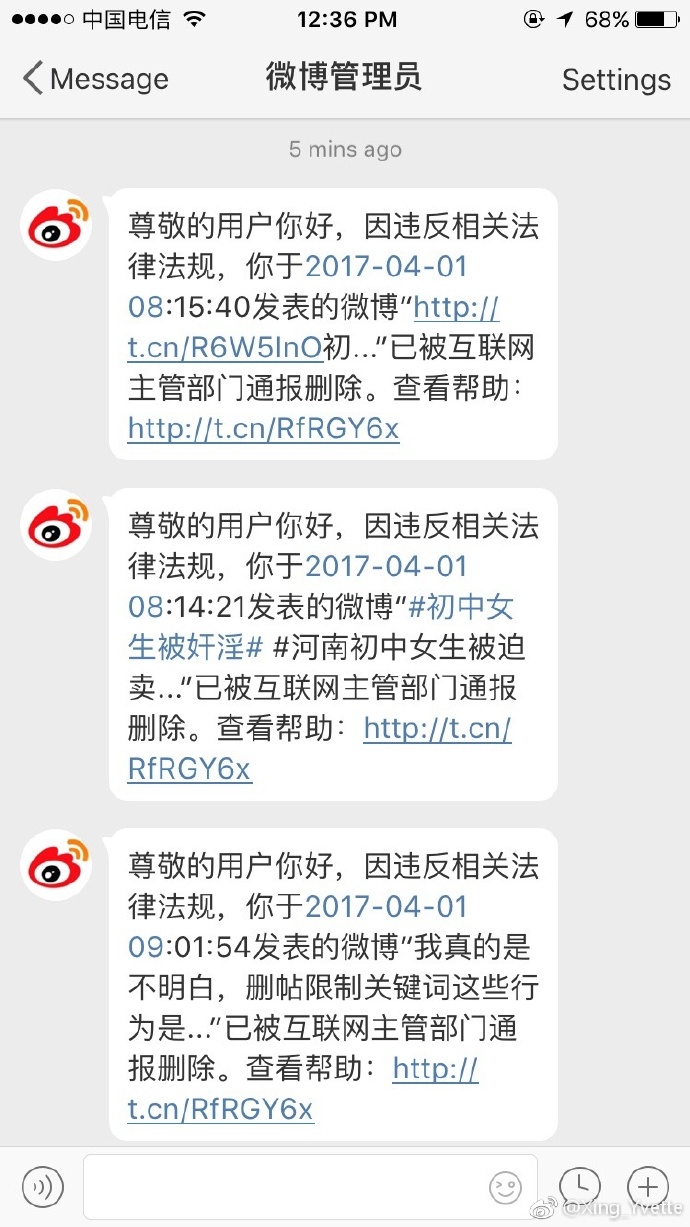 中国电信 12:36 PM 68%
Message 微博管理员 Settings
5 mins ago
尊敬的用户你好，因违反相关法
律法规，你于2017-04-01
08:15:40发表的微博“http://
t.cn/R6W5InO初...”已被互联网
主管部门通报删除。查看帮助：
http://t.cn/RfRGY6x
尊敬的用户你好，因违反相关法
律法规，你于2017-04-01
08:14:21发表的微博“#初中女
生被奸淫# #河南初中女生被迫
卖...”已被互联网主管部门通报
删除。查看帮助：http://t.cn/
RfRGY6x
尊敬的用户你好，因违反相关法
律法规，你于2017-04-01
09:01:54发表的微博“我真的是
不明白，删帖限制关键词这些行
为是...”已被互联网主管部门通
报删除。查看帮助：http://
t.cn/RfRGY6x
@Xing_Yvette